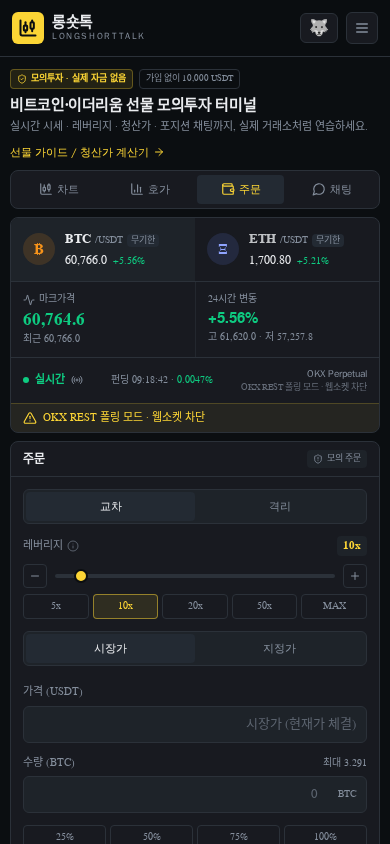 롱숏톡
LONGSHORTTALK
모의투자 · 실제 자금 없음
가입 없이 10,000 USDT
비트코인·이더리움 선물 모의투자 터미널
실시간 시세 · 레버리지 · 청산가 · 포지션 채팅까지, 실제 거래소처럼 연습하세요.
선물 가이드 / 청산가 계산기 →
차트
호가
주문
채팅
BTC /USDT 무기한
60,766.0 +5.56%
ETH /USDT 무기한
1,700.80 +5.21%
마크가격
60,764.6
최근 60,766.0
24시간 변동
+5.56%
고 61,620.0 · 저 57,257.8
실시간
펀딩 09:18:42 · 0.0047%
OKX Perpetual
OKX REST 폴링 모드 · 웹소켓 차단
OKX REST 폴링 모드 · 웹소켓 차단
주문
모의 주문
교차
격리
레버리지
10x
5x
10x
20x
50x
MAX
시장가
지정가
가격 (USDT)
시장가 (현재가 체결)
수량 (BTC)
최대 3.291
0 BTC
25%
50%
75%
100%